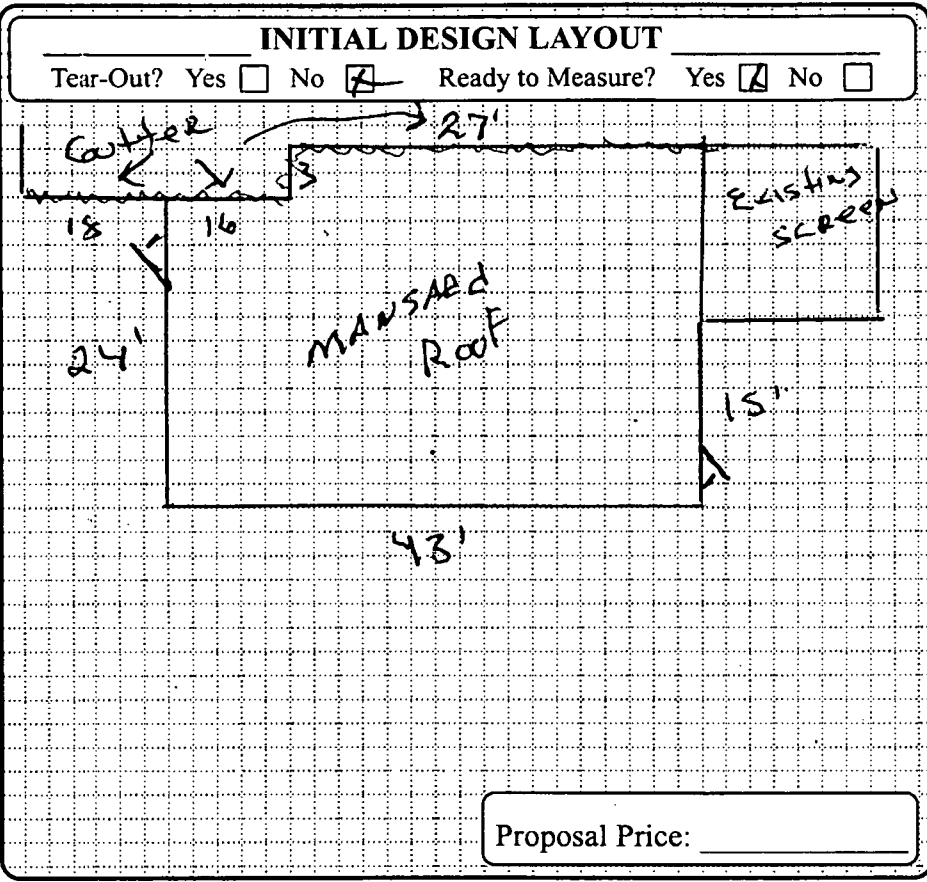 INITIAL DESIGN LAYOUT
Tear-Out? Yes No Ready to Measure? Yes No
Gutter
27'
3
18 16
Existing
Screen
Mansard
Roof
24'
15'
43'
Proposal Price: